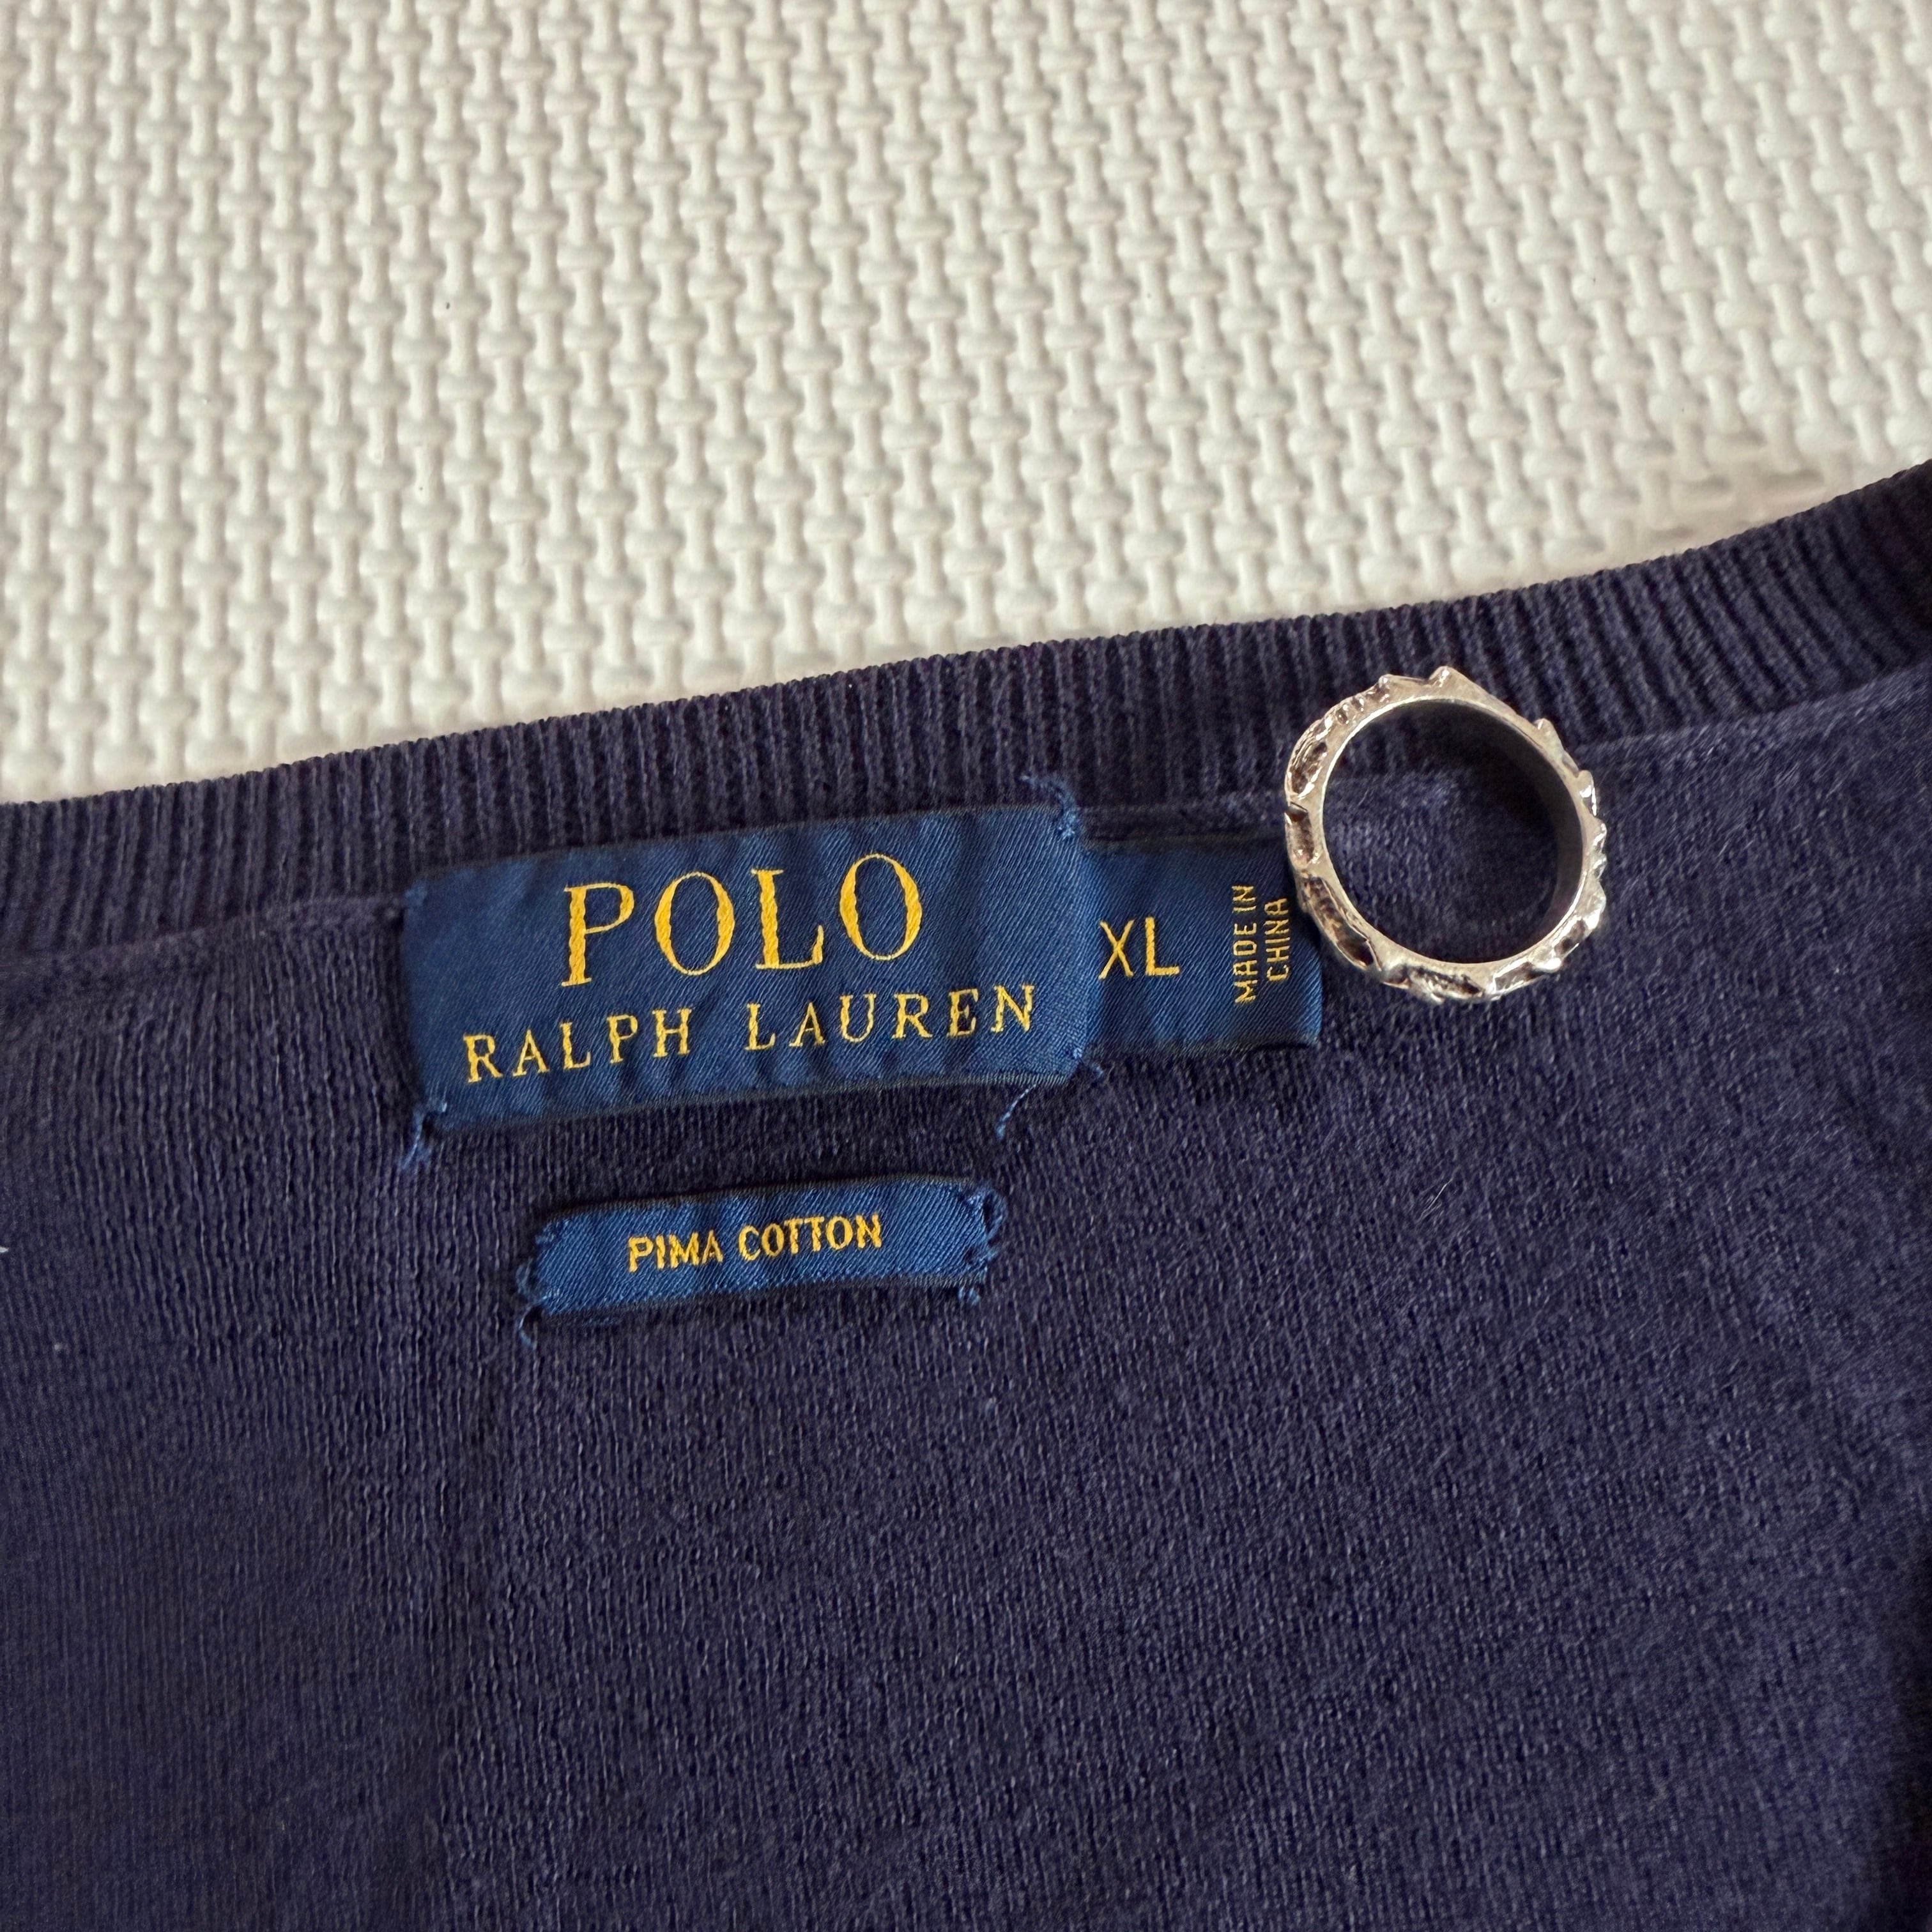 POLO
RALPH LAUREN
XL
MADE IN
CHINA
PIMA COTTON